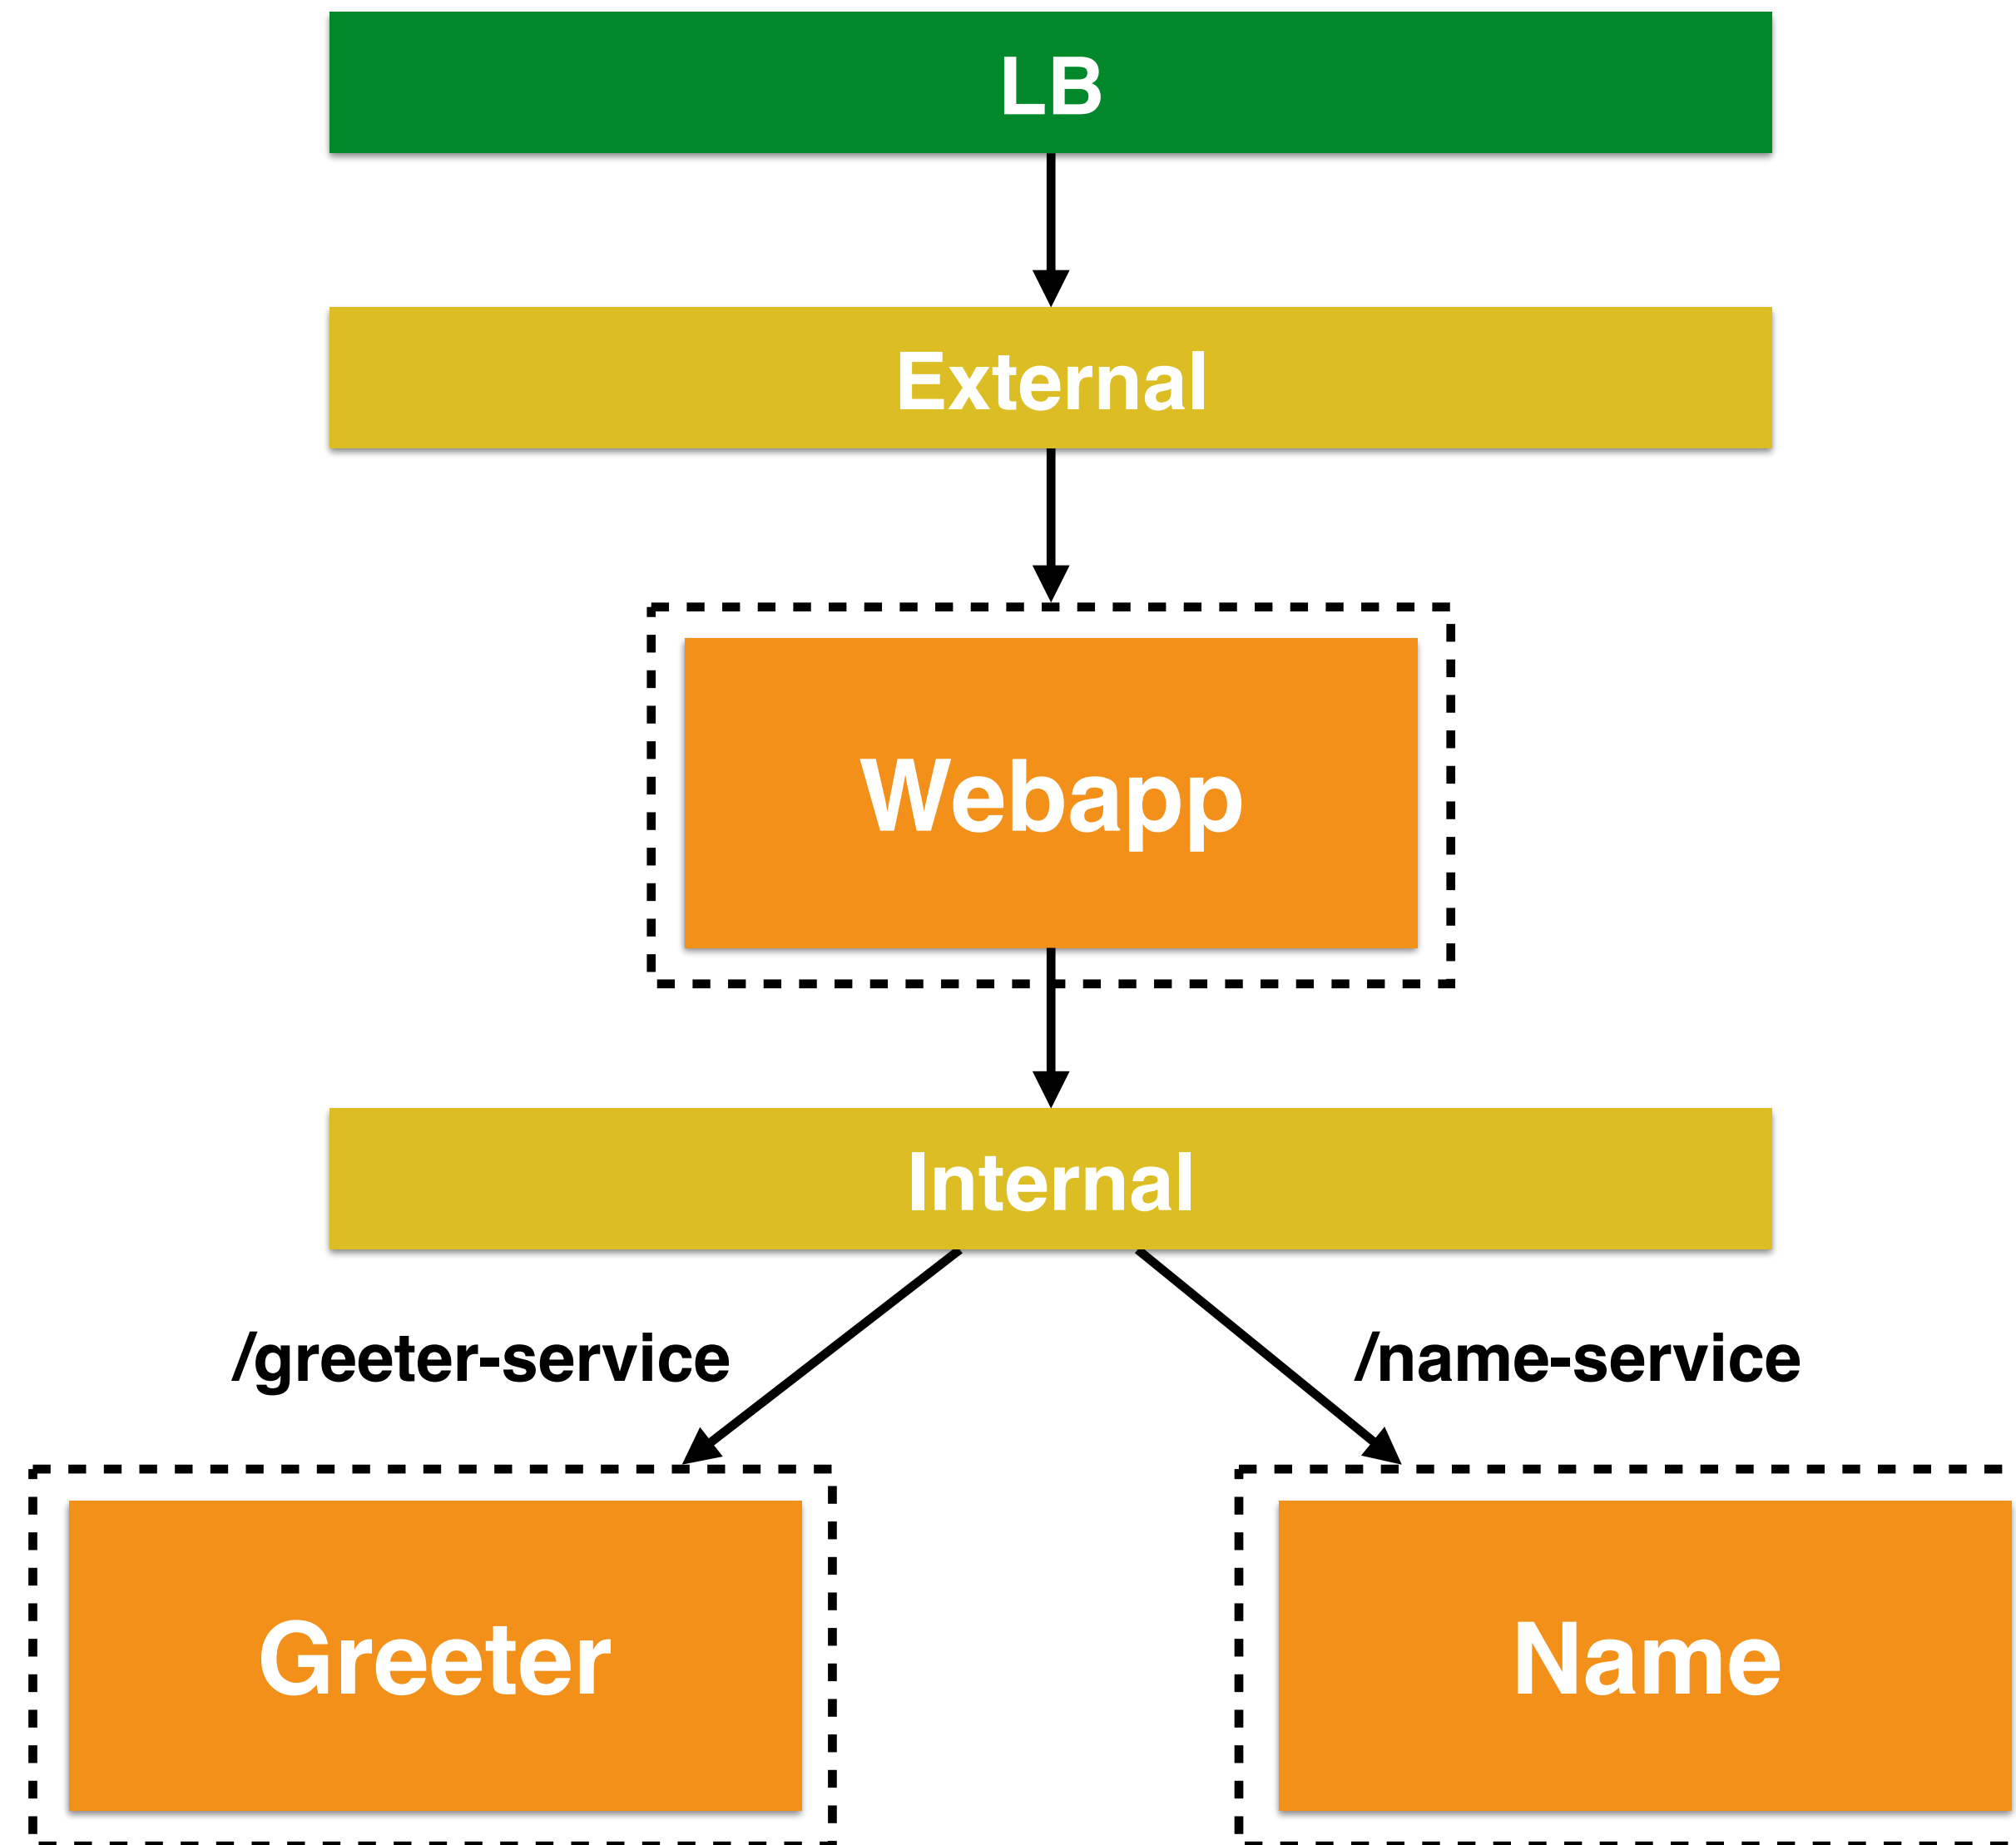 LB
External
Webapp
Internal
/greeter-service
/name-service
Greeter
Name